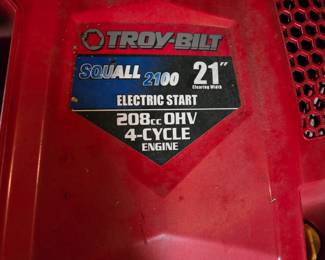 TROY-BILT
SQUALL 2100
21"
Clearing Width
ELECTRIC START
208cc OHV
4-CYCLE
ENGINE